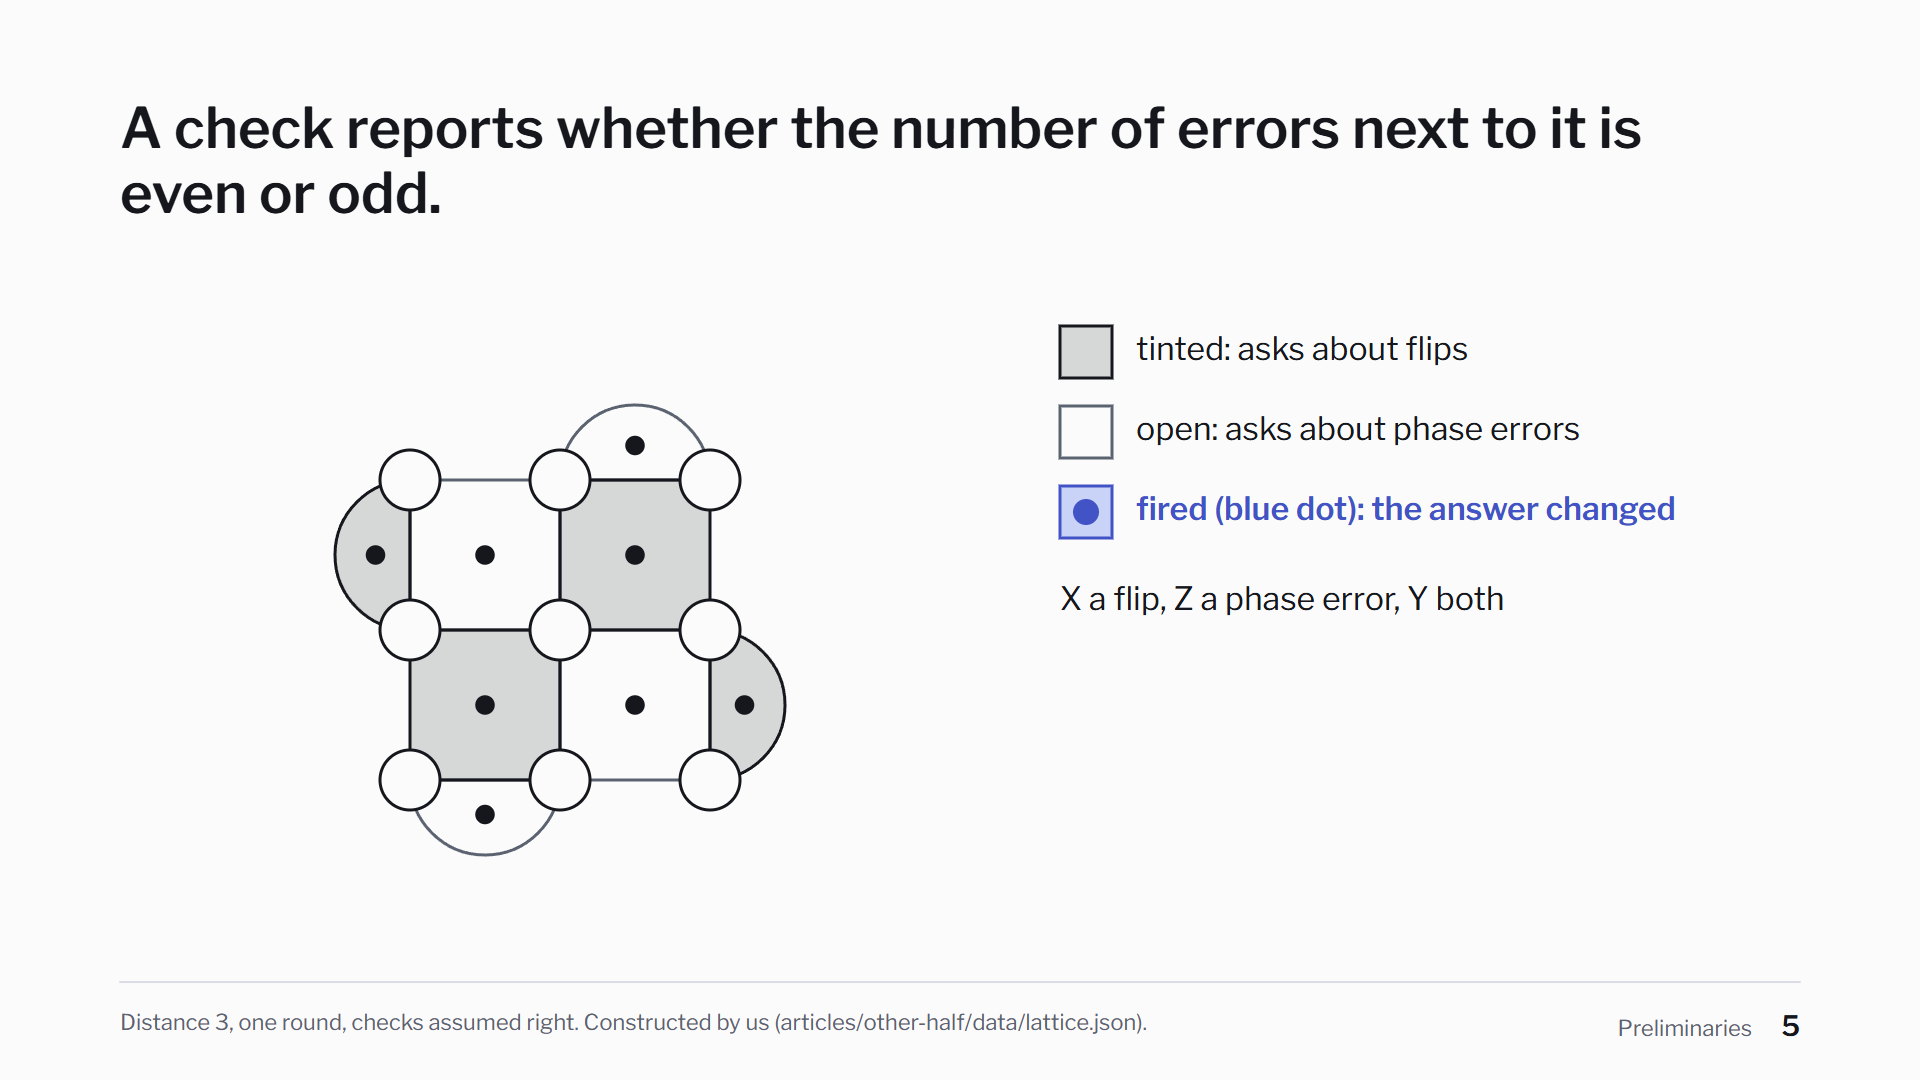 A check reports whether the number of errors next to it is
even or odd.
tinted: asks about flips
open: asks about phase errors
fired (blue dot): the answer changed
X a flip, Z a phase error, Y both
Distance 3, one round, checks assumed right. Constructed by us (articles/other-half/data/lattice.json).
Preliminaries 5